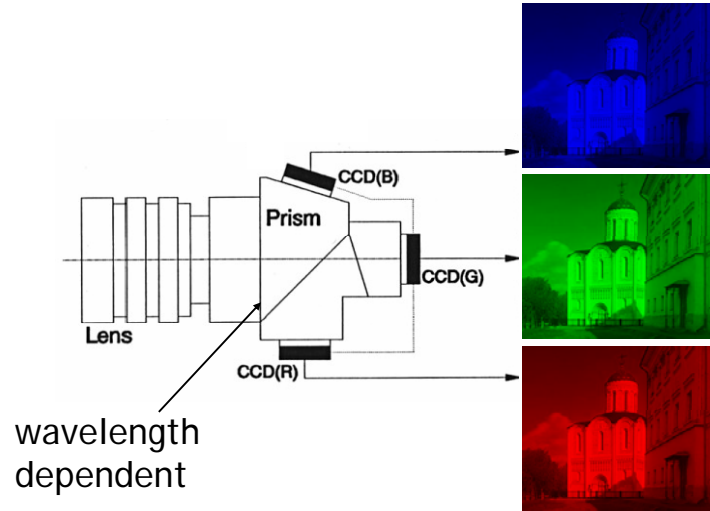 CCD(B)
Prism
CCD(G)
Lens
CCD(R)
wavelength
dependent